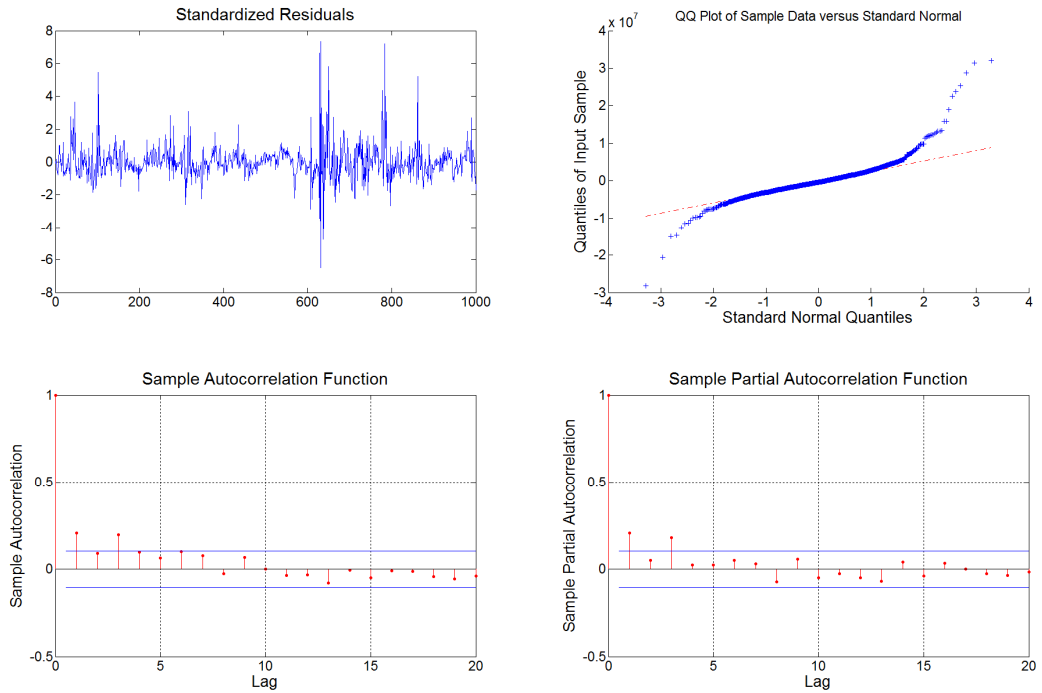 Standardized Residuals
8
6
4
2
0
-2
-4
-6
-8
0 200 400 600 800 1000
QQ Plot of Sample Data versus Standard Normal
4 x 10^7
3
2
1
0
-1
-2
-3
Quantiles of Input Sample
-4 -3 -2 -1 0 1 2 3 4
Standard Normal Quantiles
Sample Autocorrelation Function
1
0.5
0
-0.5
Sample Autocorrelation
0 5 10 15 20
Lag
Sample Partial Autocorrelation Function
1
0.5
0
-0.5
Sample Partial Autocorrelation
0 5 10 15 20
Lag